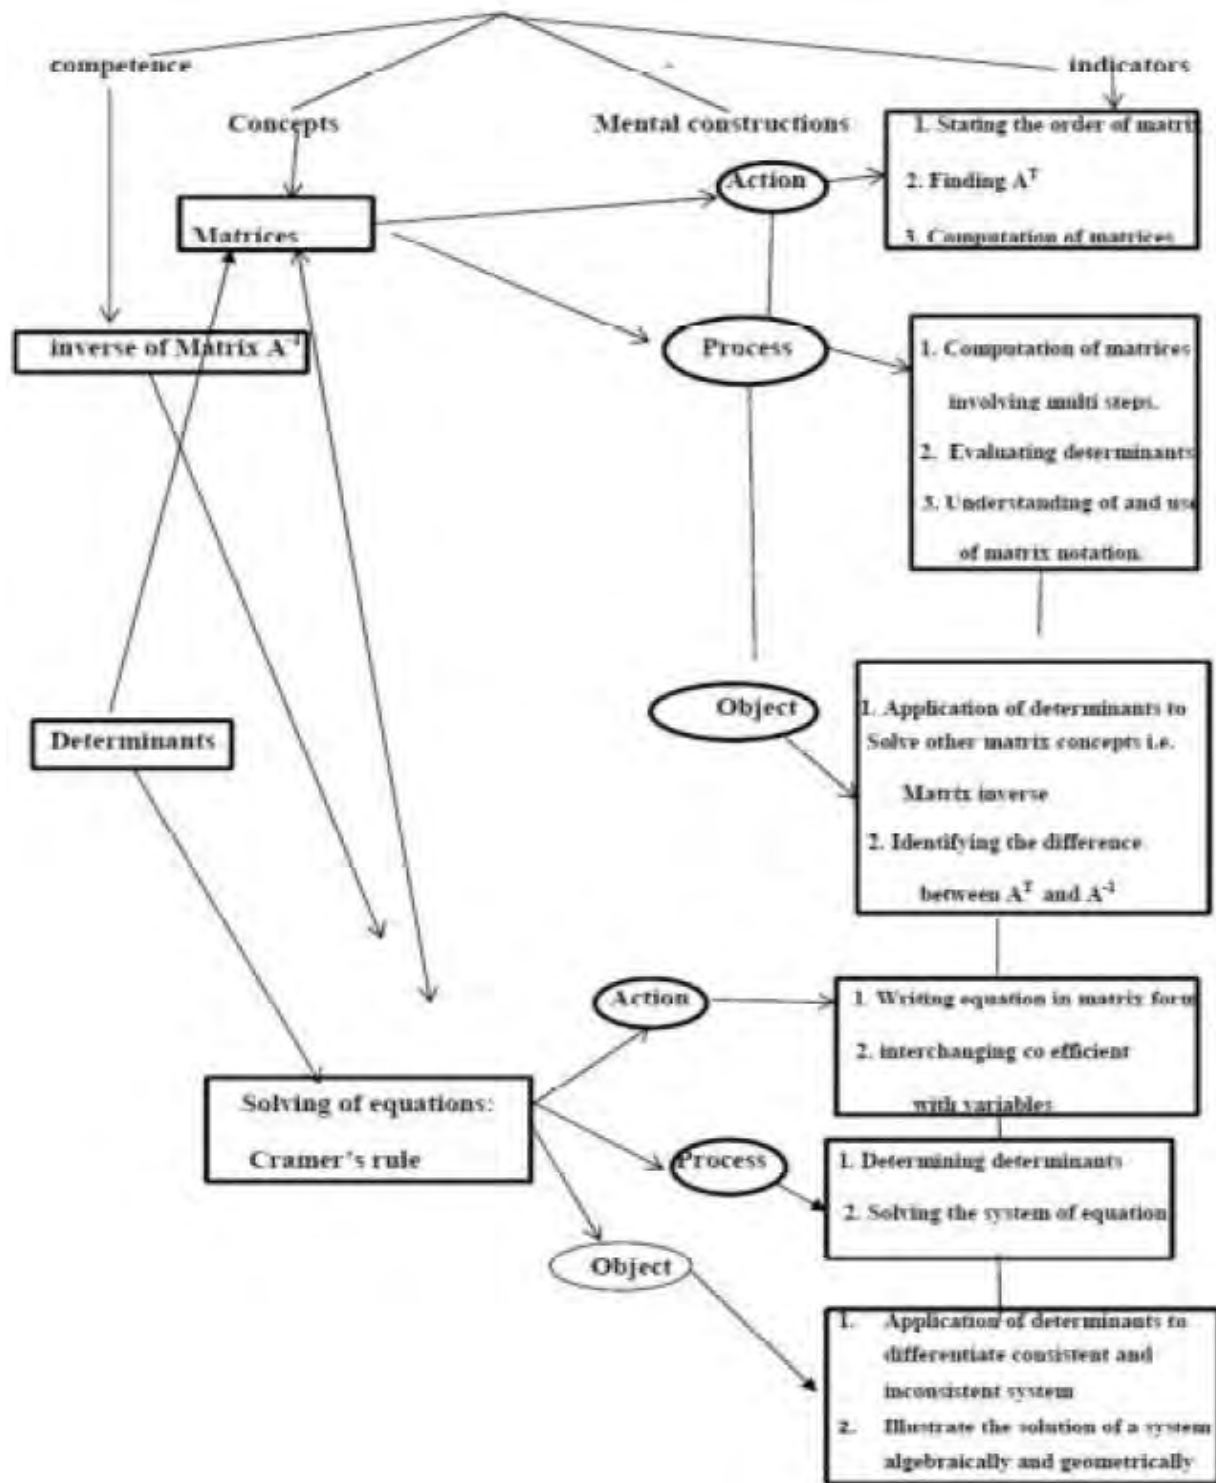 competence
indicators
Concepts
Mental constructions
1. Stating the order of matrix
Action
2. Finding A^T
Matrices
3. Computation of matrices
inverse of Matrix A^-1
Process
1. Computation of matrices
involving multi steps.
2. Evaluating determinants
3. Understanding of and use
of matrix notation.
Object
1. Application of determinants to
Solve other matrix concepts i.e.
Matrix inverse
2. Identifying the difference
between A^T and A^-1
Determinants
Action
1. Writing equation in matrix form
2. interchanging co efficient
with variables
Solving of equations:
Cramer's rule
Process
1. Determining determinants
2. Solving the system of equation
Object
1. Application of determinants to
differentiate consistent and
inconsistent system
2. Illustrate the solution of a system
algebraically and geometrically